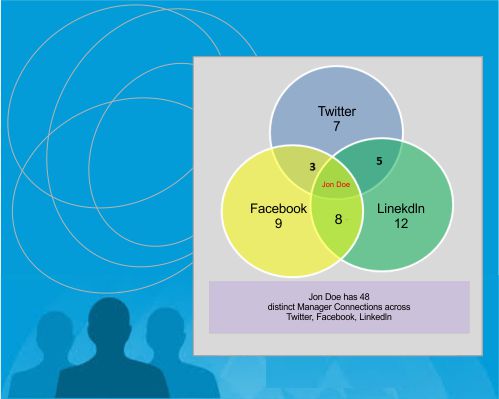 Twitter
7
3
5
Jon Doe
Facebook
9
8
LinekdIn
12
Jon Doe has 48
distinct Manager Connections across
Twitter, Facebook, LinkedIn